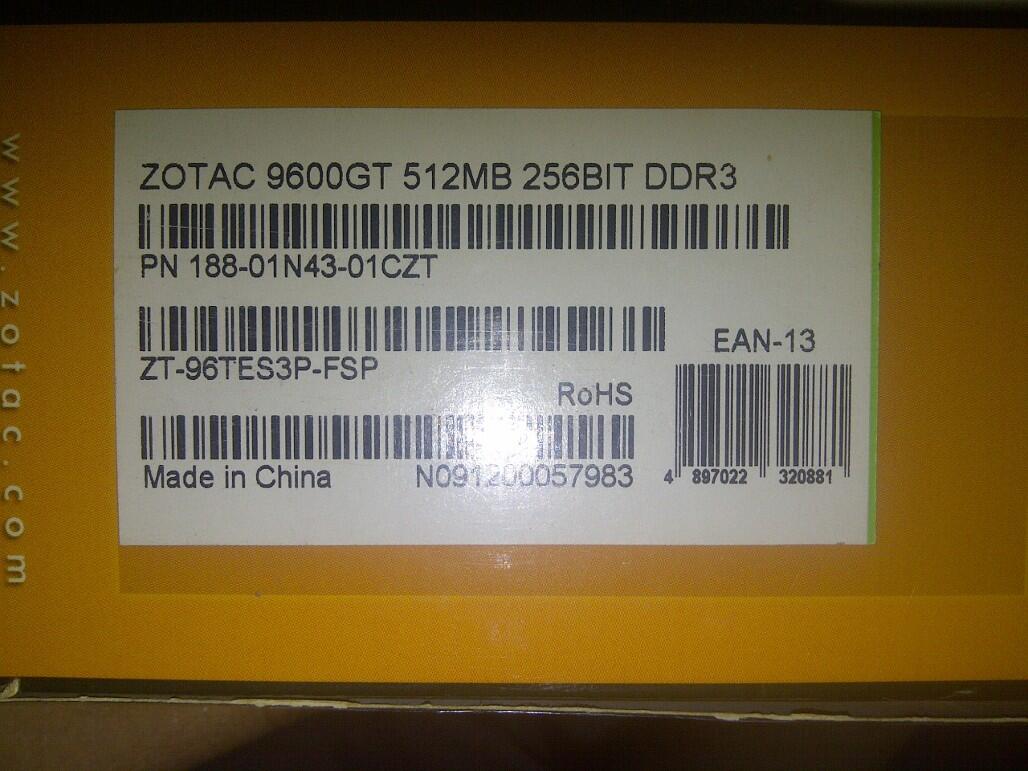 www.zotac.com
ZOTAC 9600GT 512MB 256BIT DDR3
PN 188-01N43-01CZT
ZT-96TES3P-FSP
EAN-13
RoHS
Made in China N091200057983
4 897022 320881